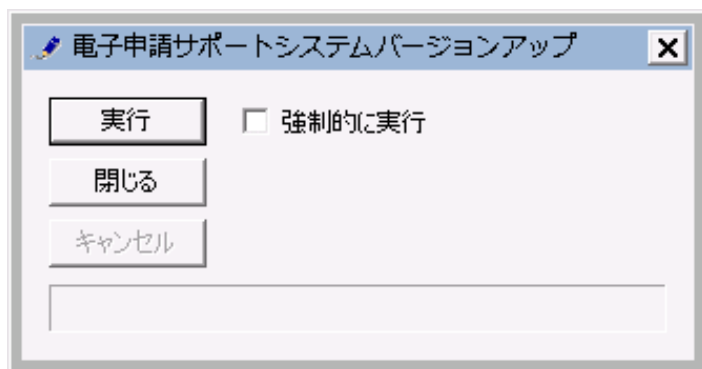 電子申請サポートシステムバージョンアップ
実行
強制的に実行
閉じる
キャンセル